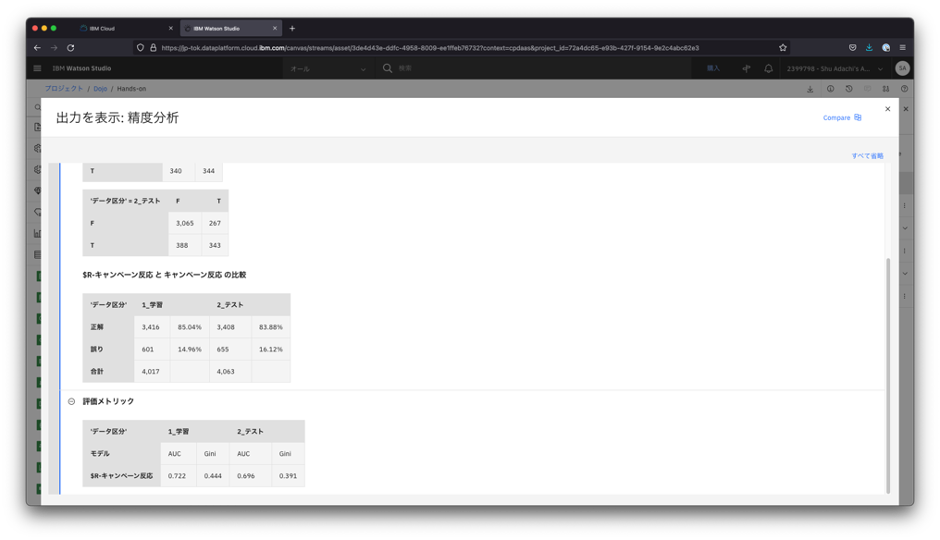 IBM Cloud
IBM Watson Studio
https://jp-tok.dataplatform.cloud.ibm.com/canvas/streams/asset/3de4d43e-ddfc-4958-8009-ee1ffeb76732?context=cpdaas&project_id=72a4dc65-e93b-427f-9154-9e2c4abc62e3
IBM Watson Studio
オール
検索
購入
2399798 - Shu Adachi's A...
SA
プロジェクト / Dojo / Hands-on
出力を表示: 精度分析
Compare
すべて省略
T 340 344
'データ区分' = 2_テスト F T
F 3,065 267
T 388 343
$R-キャンペーン反応 と キャンペーン反応 の比較
'データ区分' 1_学習 2_テスト
正解 3,416 85.04% 3,408 83.88%
誤り 601 14.96% 655 16.12%
合計 4,017 4,063
評価メトリック
'データ区分' 1_学習 2_テスト
モデル AUC Gini AUC Gini
$R-キャンペーン反応 0.722 0.444 0.696 0.391